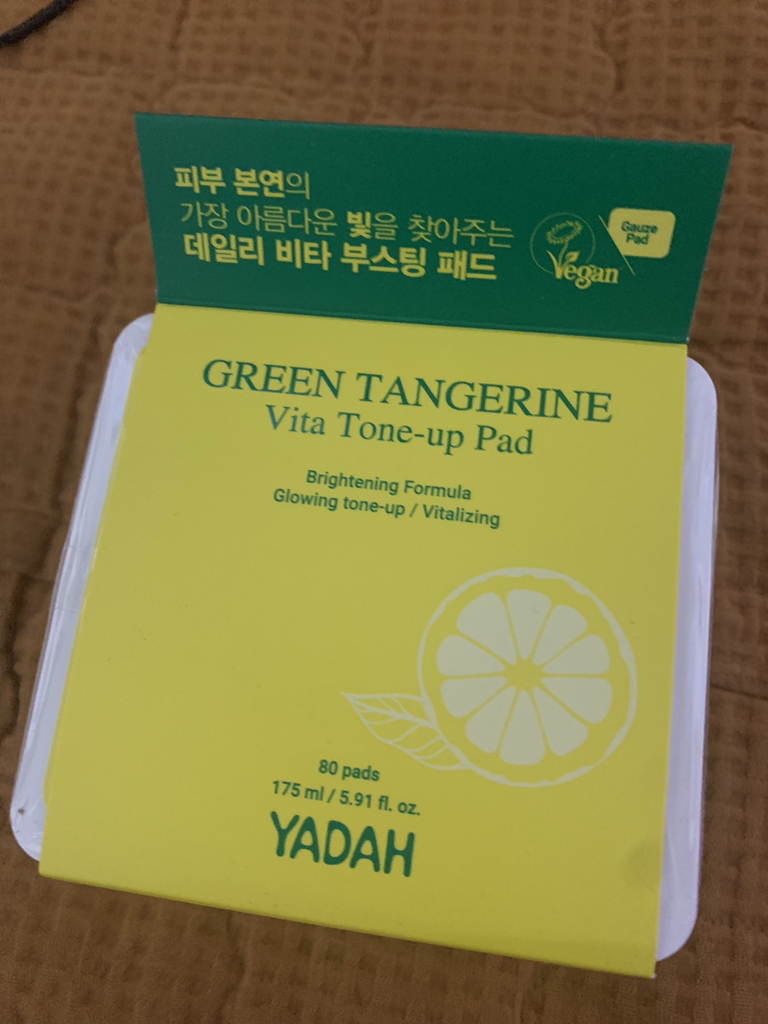 피부 본연의
가장 아름다운 빛을 찾아주는
데일리 비타 부스팅 패드
Vegan
Gauze
Pad
GREEN TANGERINE
Vita Tone-up Pad
Brightening Formula
Glowing tone-up / Vitalizing
80 pads
175 ml / 5.91 fl. oz.
YADAH